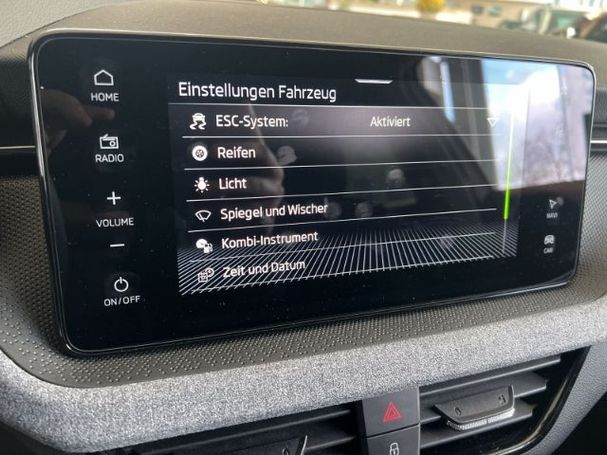 Einstellungen Fahrzeug
HOME
ESC-System: Aktiviert
RADIO
Reifen
Licht
VOLUME
Spiegel und Wischer
NAVI
Kombi-Instrument
CAR
Zeit und Datum
ON/OFF